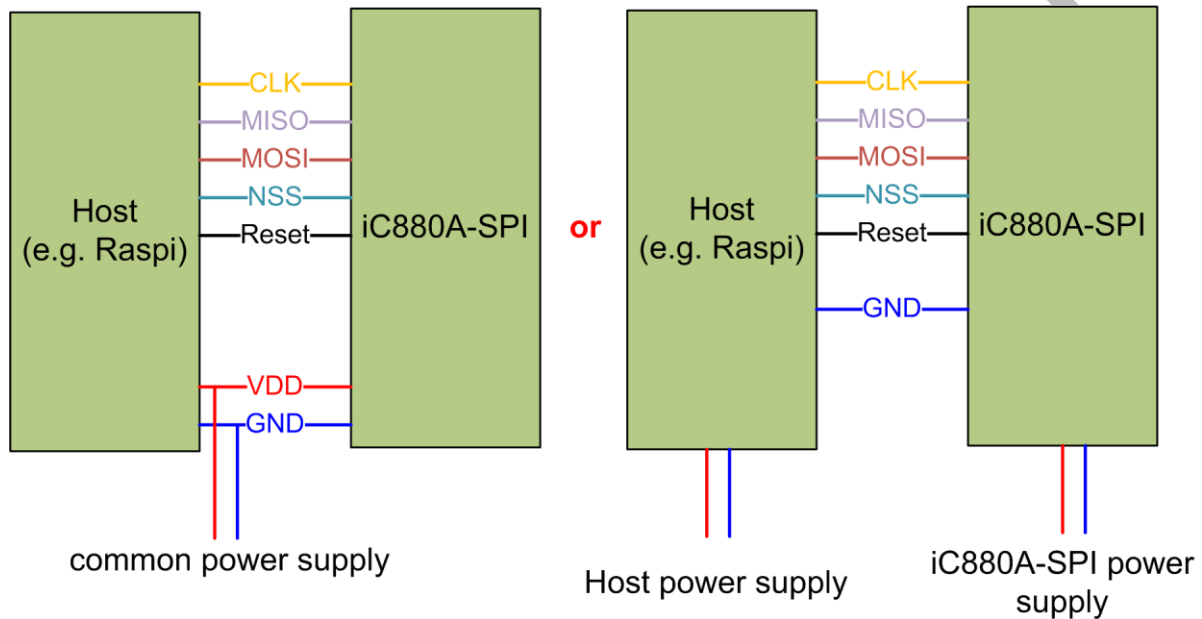 CLK
MISO
MOSI
NSS
Reset
Host
(e.g. Raspi)
iC880A-SPI
VDD
GND
common power supply
or
CLK
MISO
MOSI
NSS
Reset
GND
Host
(e.g. Raspi)
iC880A-SPI
Host power supply
iC880A-SPI power
supply